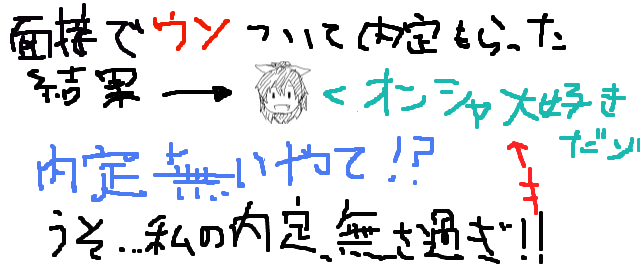 面接でウソついて内定もらった
結果→ <オンシャ大好き
だゾ
内定無いやて!?
うそ…私の内定、無さ過ぎ!!